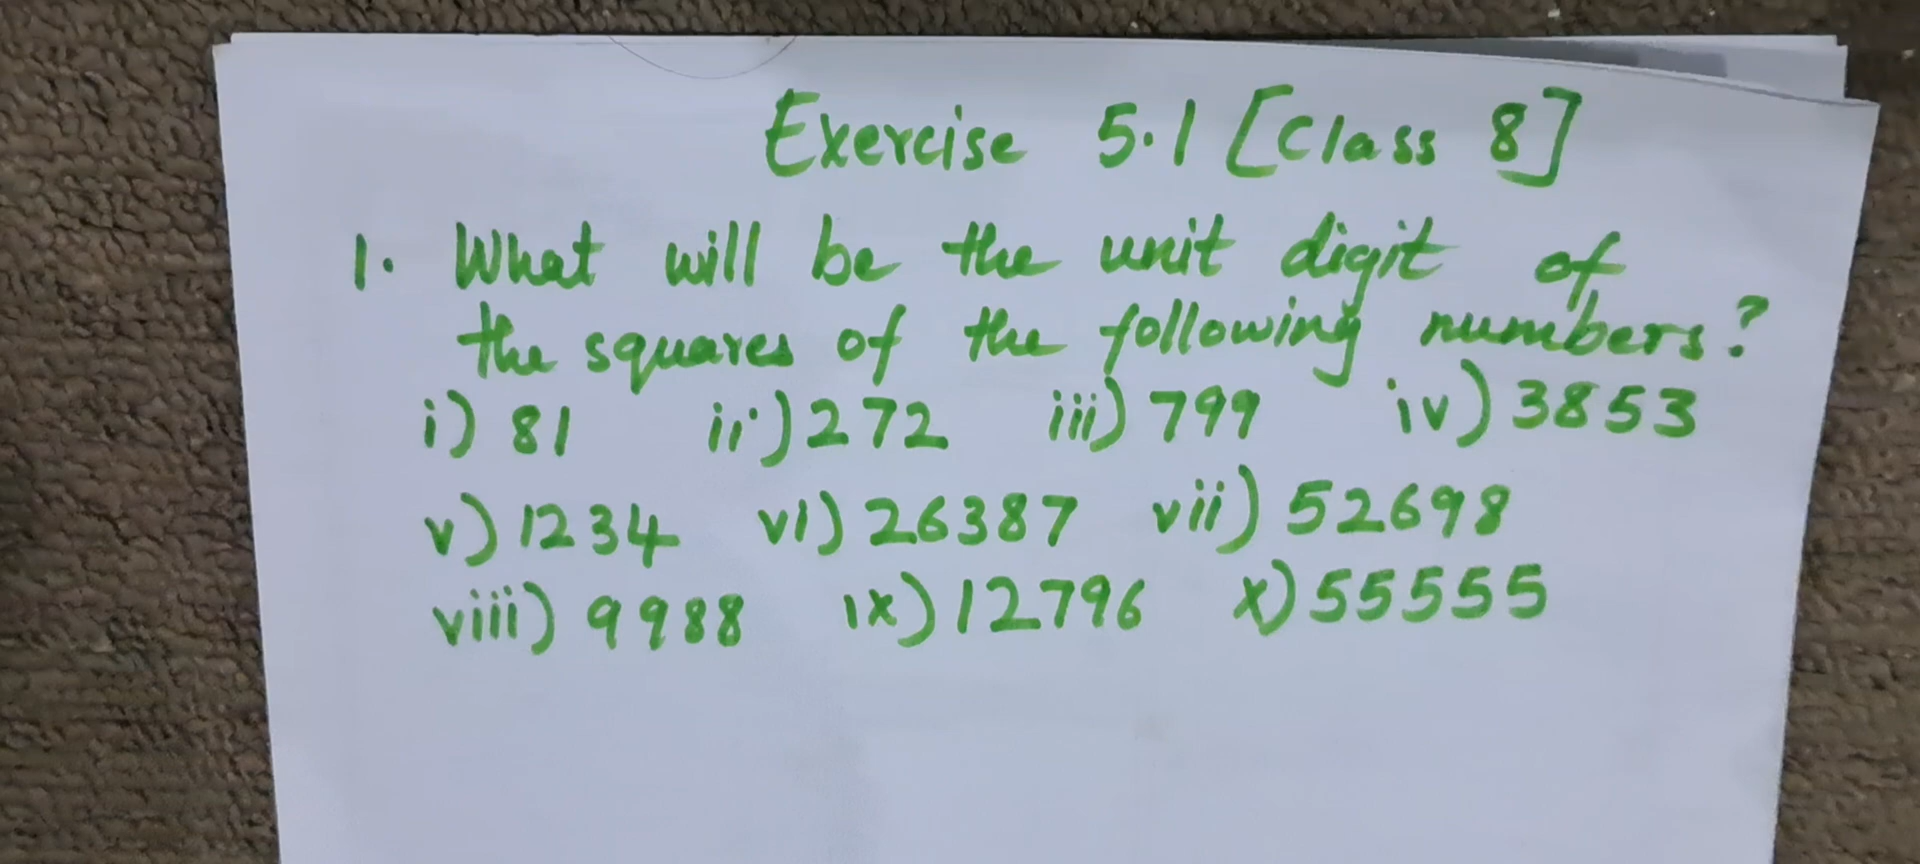 Exercise 5.1 [Class 8]
1. What will be the unit digit of
the squares of the following numbers?
i) 81 ii) 272 iii) 799 iv) 3853
v) 1234 vi) 26387 vii) 52698
viii) 9988 ix) 12796 x) 55555